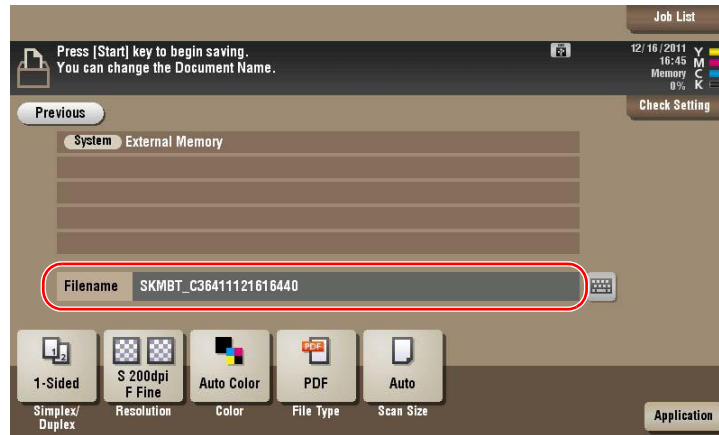 Job List
Press [Start] key to begin saving.
You can change the Document Name.
12/16/2011
16:45
Memory
0%
Y
M
C
K
Previous
Check Setting
System External Memory
Filename SKMBT_C36411121616440
1-Sided
S 200dpi
F Fine
Auto Color
PDF
PDF
Auto
Simplex/
Duplex
Resolution
Color
File Type
Scan Size
Application